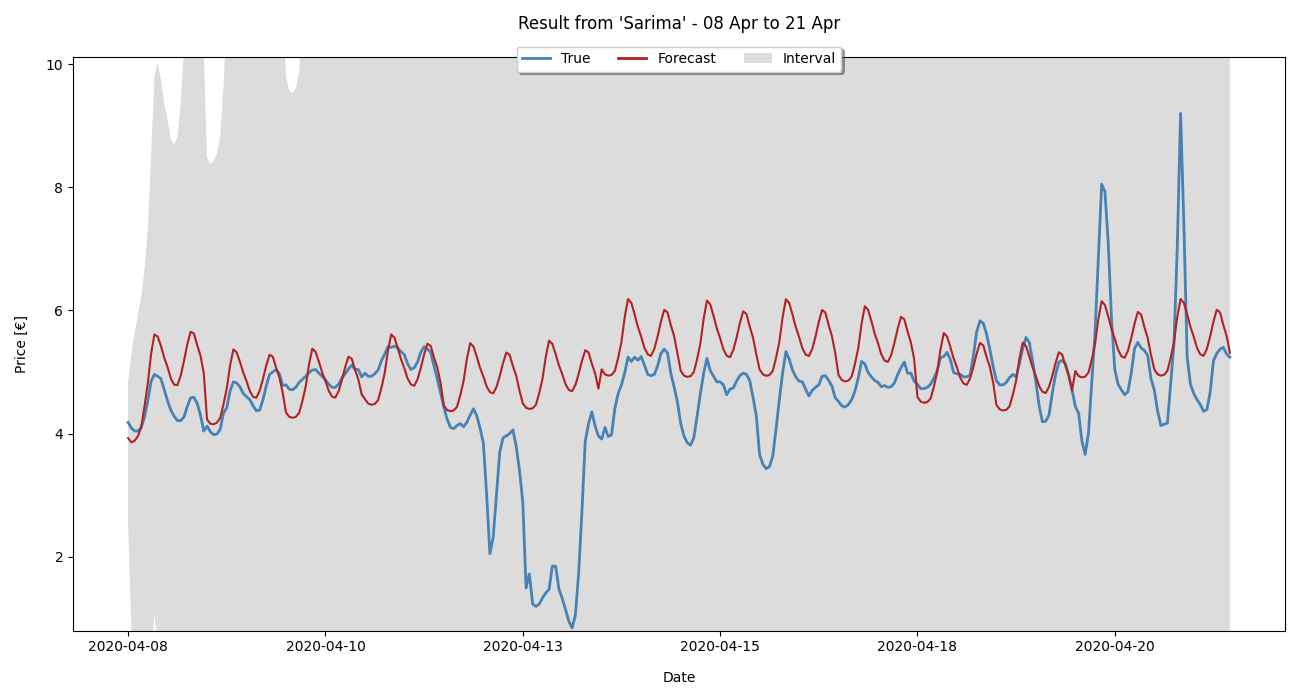 Result from 'Sarima' - 08 Apr to 21 Apr
True Forecast Interval
10
8
6
4
2
Price [€]
2020-04-08 2020-04-10 2020-04-13 2020-04-15 2020-04-18 2020-04-20
Date